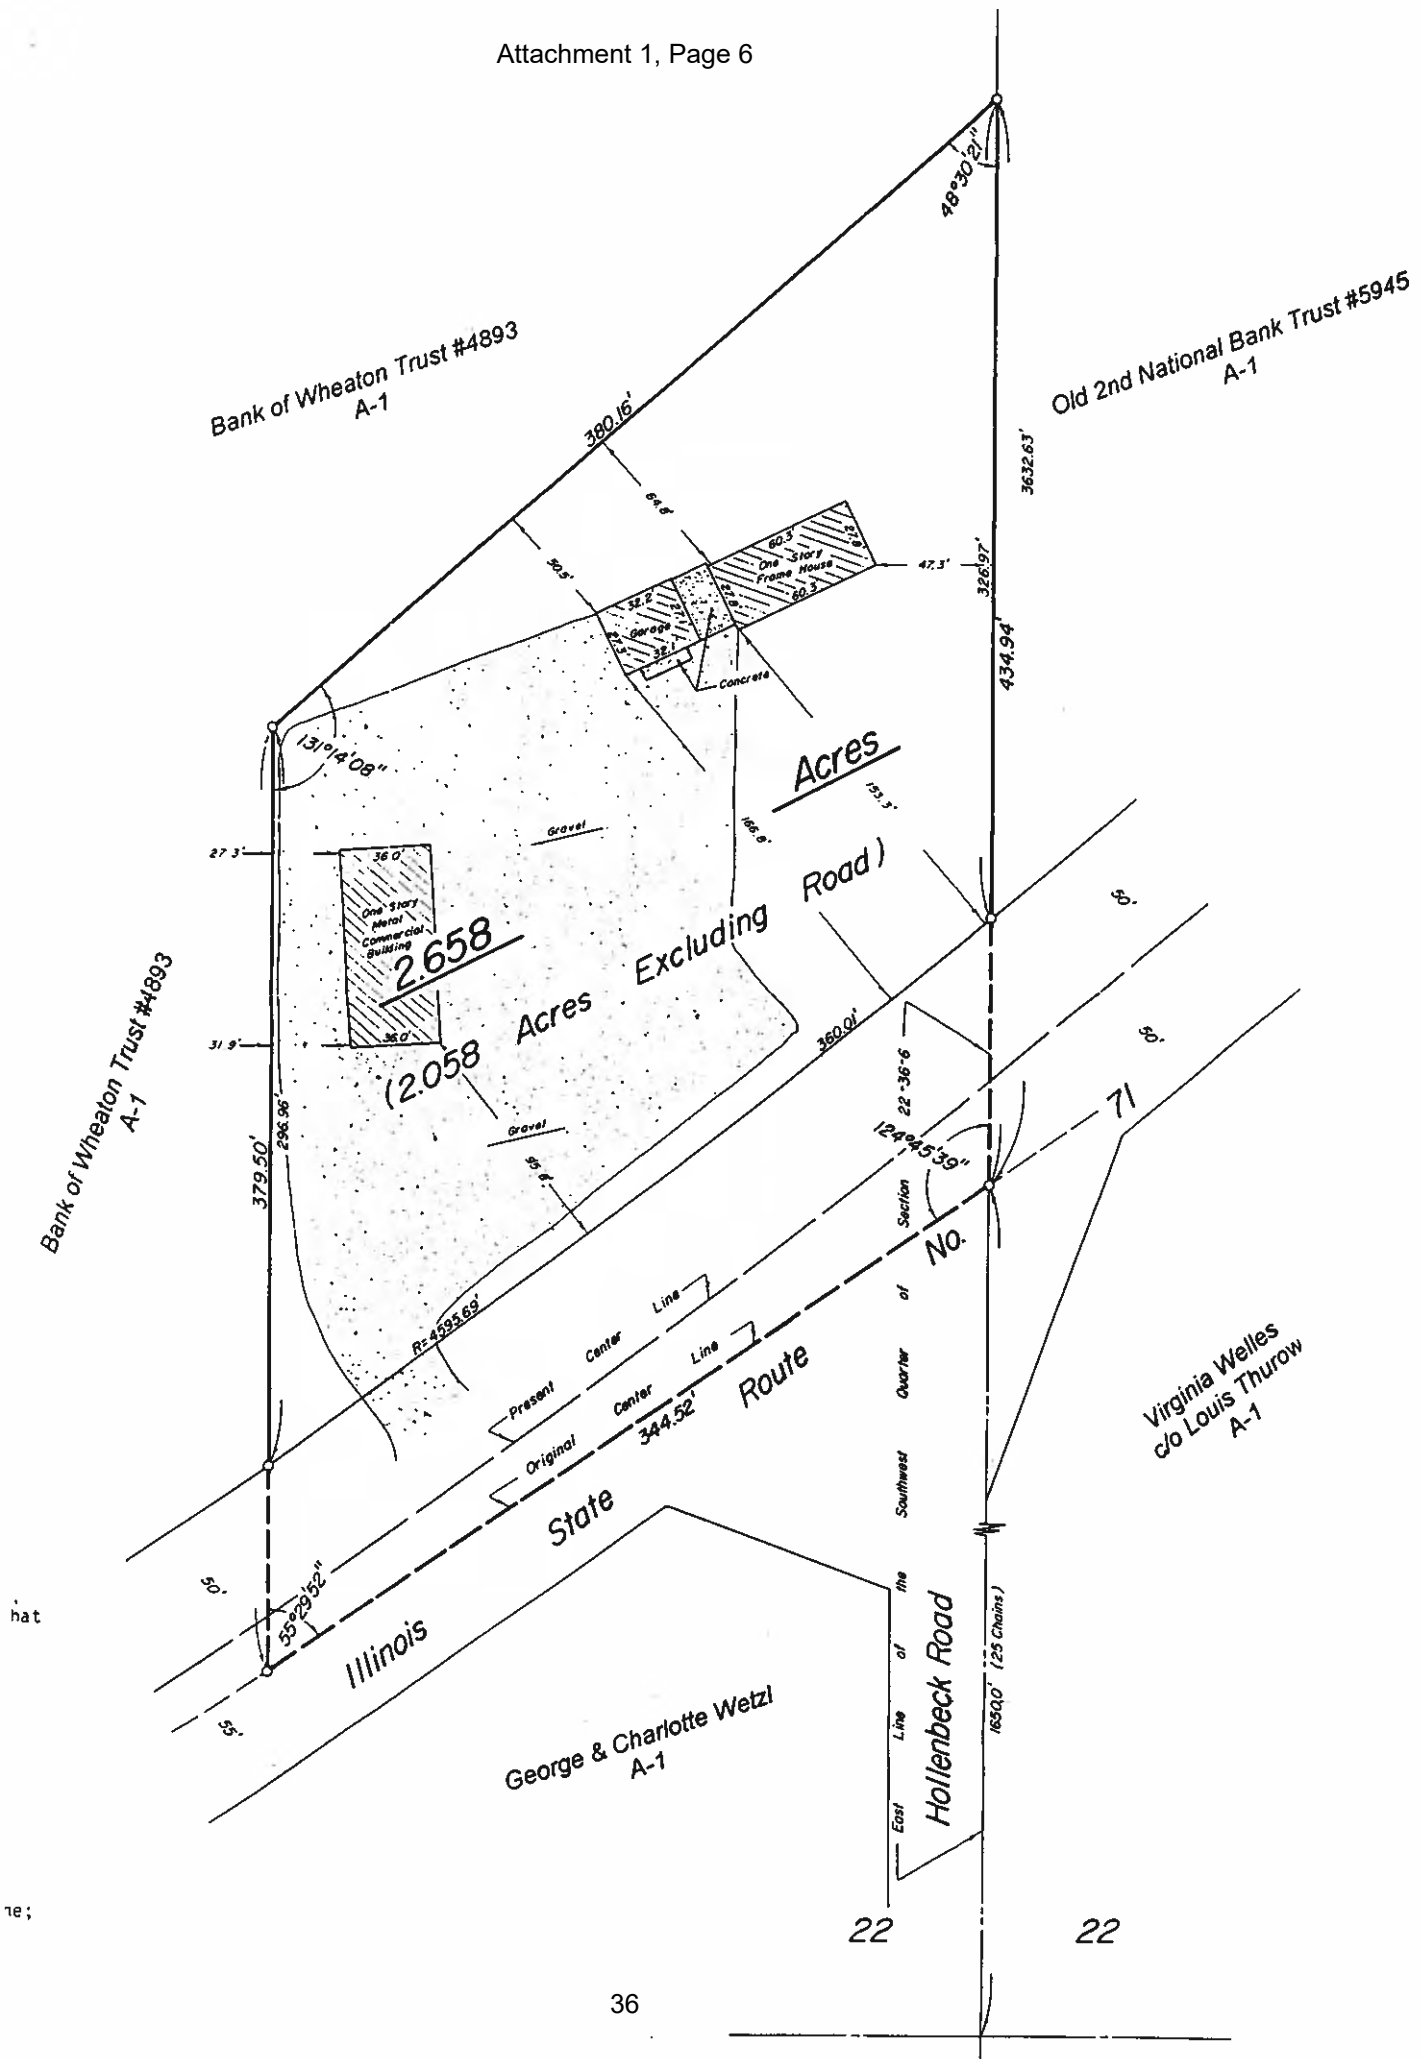 Attachment 1, Page 6
48°30'21"
Bank of Wheaton Trust #4893
A-1
Old 2nd National Bank Trust #5945
A-1
380.16'
3632.63'
64.8'
50.5'
60.3'
27.8'
One Story
Frame House
60.3
47.3'
326.97'
434.94'
32.2
27.8
Garage
27.5
32.1
Concrete
131°14'08"
Acres
153.3'
166.8'
Gravel
27.3'
36.0'
One Story
Metal
Commercial
Building
2.658
(2.058 Acres Excluding Road)
36.0'
31.9'
360.01'
50'
50'
Bank of Wheaton Trust #4893
A-1
296.96'
379.50'
Gravel
95.8'
124°45'39"
71
No.
R=4595.69'
Present Center Line
Original Center Line
344.52'
Illinois State Route
East Line of the Southwest Quarter of Section 22-36-6
Virginia Welles
c/o Louis Thurow
A-1
50'
55°29'52"
55'
hat
George & Charlotte Wetzl
A-1
Hollenbeck Road
1650.0' (25 Chains)
22
22
36